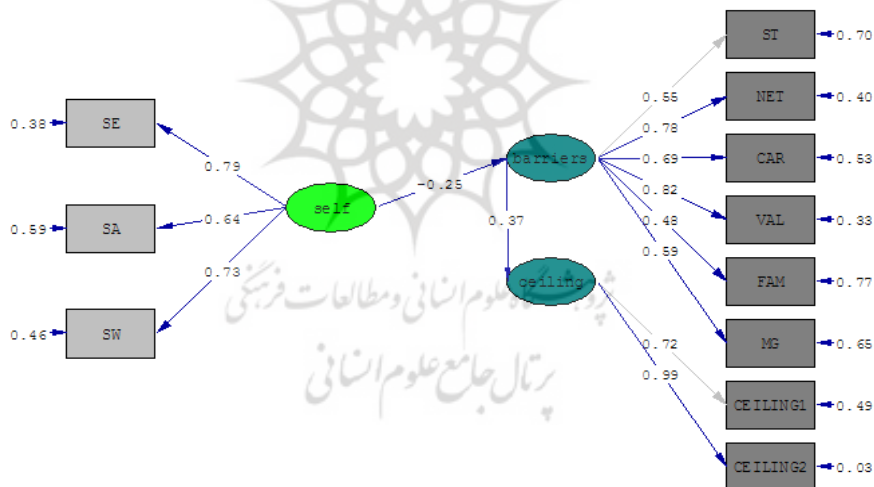 ST
0.70
0.55
NET
0.40
0.78
SE
0.38
barriers
0.69
CAR
0.53
0.79
-0.25
0.82
self
VAL
0.33
SA
0.59
0.64
0.37
0.48
0.59
FAM
0.77
0.73
ceiling
پژوهشگاه علوم انسانی و مطالعات فرهنگی
SW
0.46
MG
0.65
0.72
پرتال جامع علوم انسانی
0.99
CEILING1
0.49
CEILING2
0.03